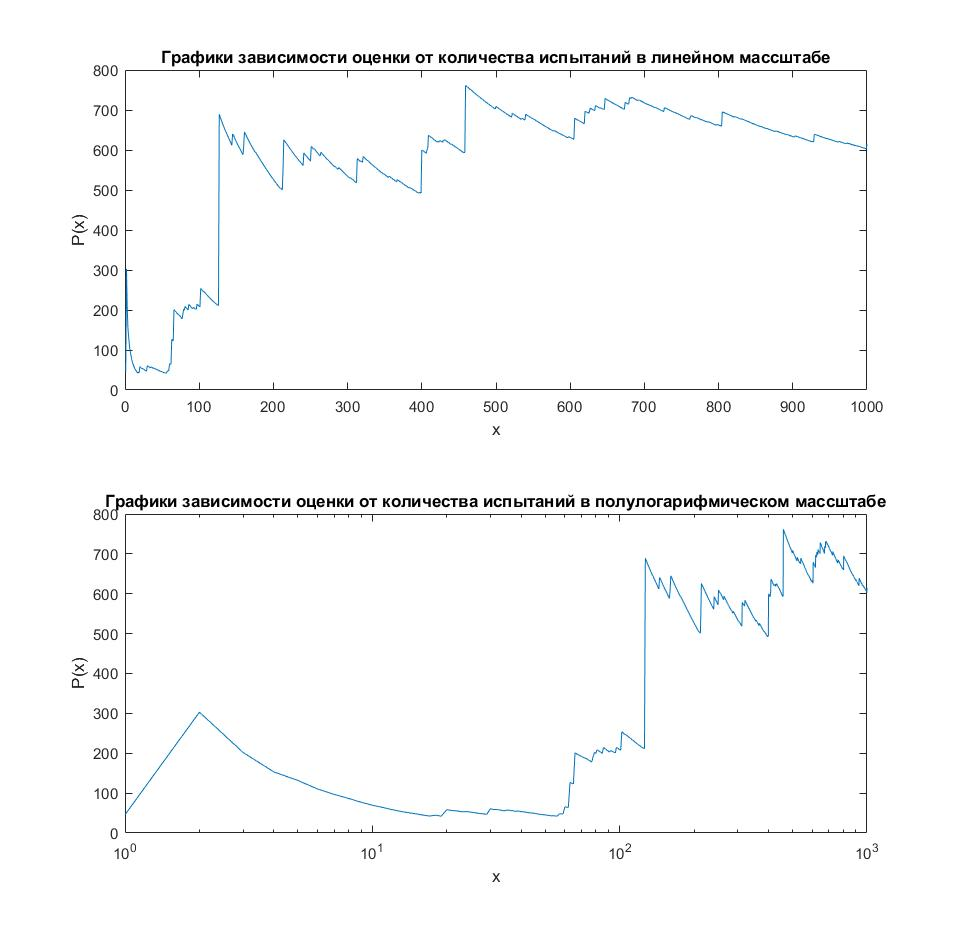 Графики зависимости оценки от количества испытаний в линейном массштабе
800
700
600
500
400
300
200
100
0
P(x)
0 100 200 300 400 500 600 700 800 900 1000
x
Графики зависимости оценки от количества испытаний в полулогарифмическом массштабе
800
700
600
500
400
300
200
100
0
P(x)
10^0 10^1 10^2 10^3
x